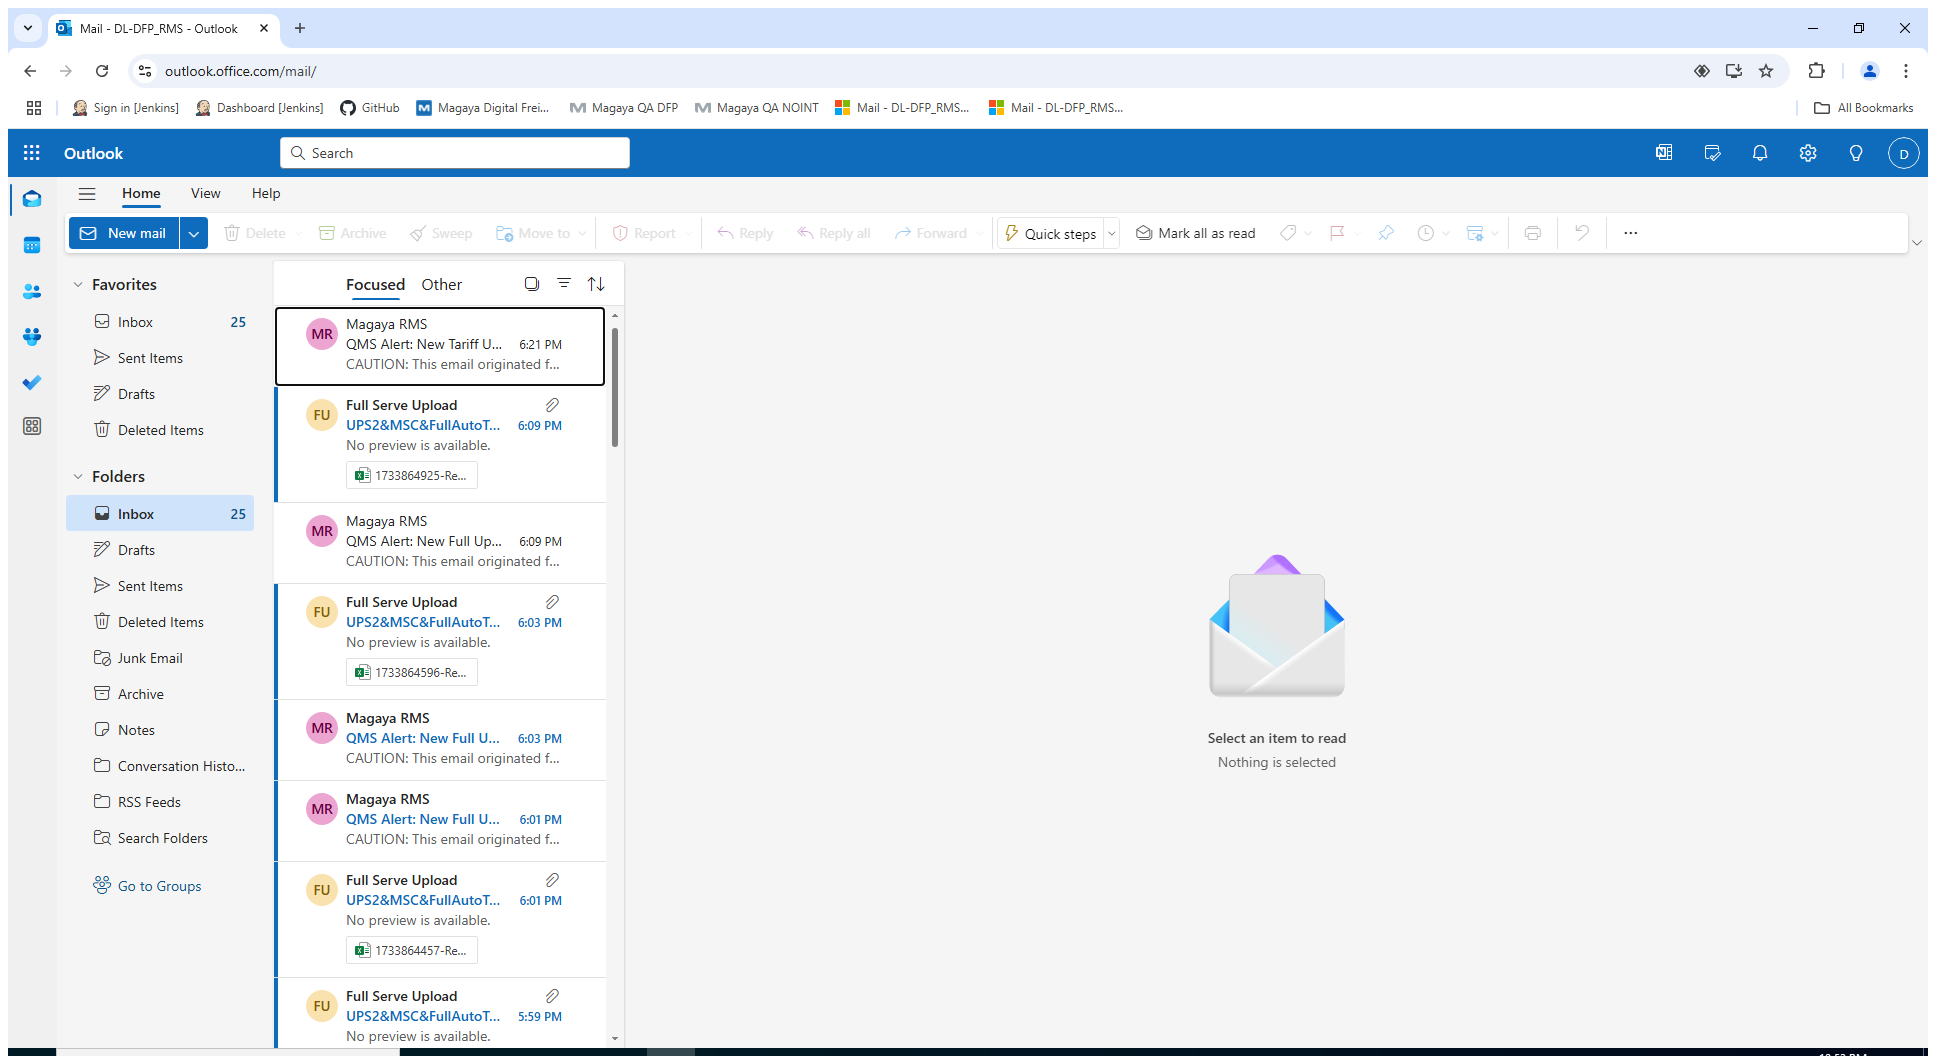 Mail - DL-DFP_RMS - Outlook
outlook.office.com/mail/
Sign in [Jenkins]
Dashboard [Jenkins]
GitHub
Magaya Digital Frei...
Magaya QA DFP
Magaya QA NOINT
Mail - DL-DFP_RMS...
Mail - DL-DFP_RMS...
All Bookmarks
Outlook
Search
D
Home
View
Help
New mail
Delete
Archive
Sweep
Move to
Report
Reply
Reply all
Forward
Quick steps
Mark all as read
...
Favorites
Inbox 25
Sent Items
Drafts
Deleted Items
Folders
Inbox 25
Drafts
Sent Items
Deleted Items
Junk Email
Archive
Notes
Conversation Histo...
RSS Feeds
Search Folders
Go to Groups
Focused
Other
MR
Magaya RMS
QMS Alert: New Tariff U... 6:21 PM
CAUTION: This email originated f...
FU
Full Serve Upload
UPS2&MSC&FullAutoT... 6:09 PM
No preview is available.
1733864925-Re...
MR
Magaya RMS
QMS Alert: New Full Up... 6:09 PM
CAUTION: This email originated f...
FU
Full Serve Upload
UPS2&MSC&FullAutoT... 6:03 PM
No preview is available.
1733864596-Re...
MR
Magaya RMS
QMS Alert: New Full U... 6:03 PM
CAUTION: This email originated f...
MR
Magaya RMS
QMS Alert: New Full U... 6:01 PM
CAUTION: This email originated f...
FU
Full Serve Upload
UPS2&MSC&FullAutoT... 6:01 PM
No preview is available.
1733864457-Re...
FU
Full Serve Upload
UPS2&MSC&FullAutoT... 5:59 PM
No preview is available.
Select an item to read
Nothing is selected